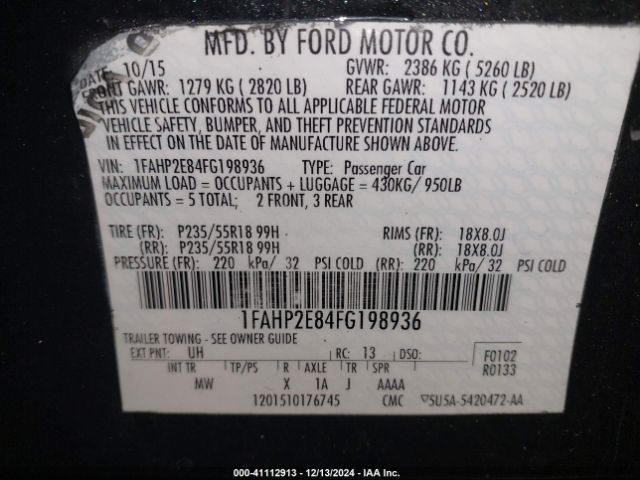 MFD. BY FORD MOTOR CO.
DATE: 10/15 GVWR: 2386 KG ( 5260 LB)
FRONT GAWR: 1279 KG ( 2820 LB) REAR GAWR: 1143 KG ( 2520 LB)
THIS VEHICLE CONFORMS TO ALL APPLICABLE FEDERAL MOTOR
VEHICLE SAFETY, BUMPER, AND THEFT PREVENTION STANDARDS
IN EFFECT ON THE DATE OF MANUFACTURE SHOWN ABOVE.
VIN: 1FAHP2E84FG198936 TYPE: Passenger Car
MAXIMUM LOAD = OCCUPANTS + LUGGAGE = 430KG/ 950LB
OCCUPANTS = 5 TOTAL: 2 FRONT, 3 REAR
TIRE (FR): P235/55R18 99H RIMS (FR): 18X8.0J
(RR): P235/55R18 99H (RR): 18X8.0J
PRESSURE (FR): 220 kPa/ 32 PSI COLD (RR): 220 kPa/ 32 PSI COLD
1FAHP2E84FG198936
TRAILER TOWING - SEE OWNER GUIDE
EXT PNT: UH RC: 13 DSO: F0102
INT TR TP/PS R AXLE TR SPR R0133
MW X 1A J AAAA
1201510176745 CMC 5U5A-5420472-AA
000-41112913 - 12/13/2024 - IAA Inc.